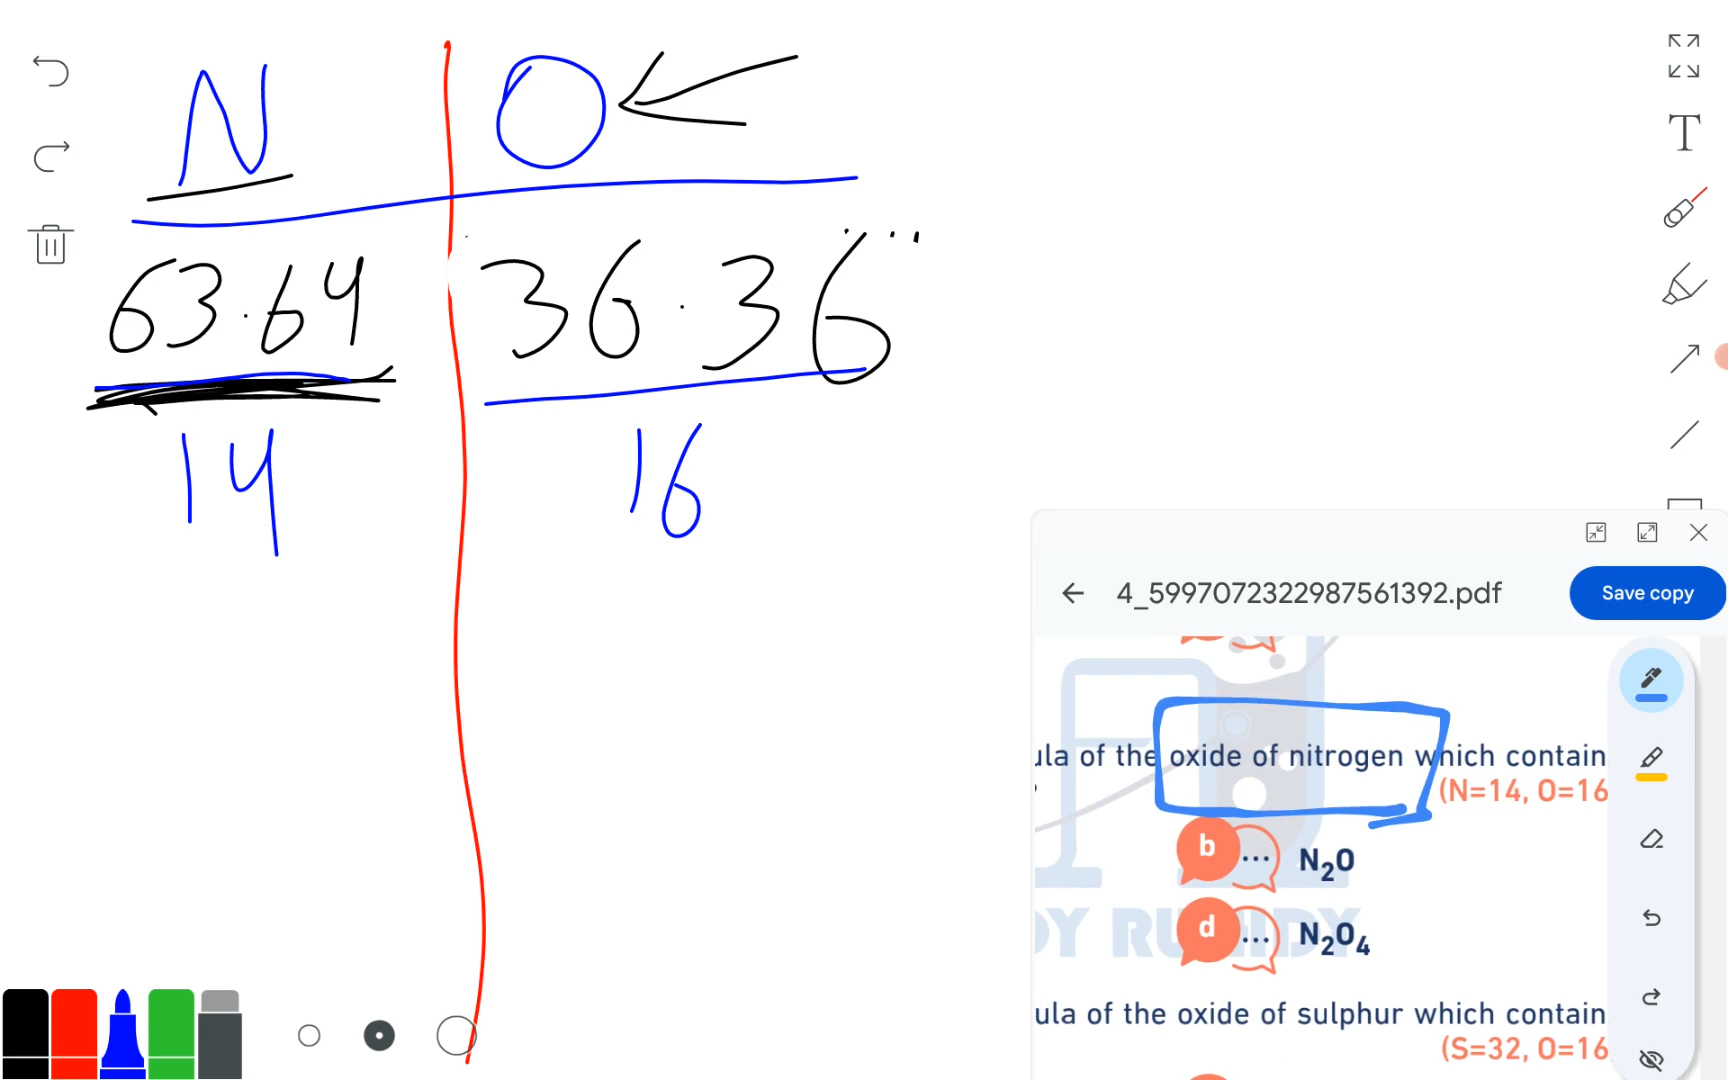 N O
63.64 36.36
14 16
T
4_5997072322987561392.pdf
Save copy
ula of the oxide of nitrogen which contain
(N=14, O=16
b ... N2O
d ... N2O4
ula of the oxide of sulphur which contain
(S=32, O=16